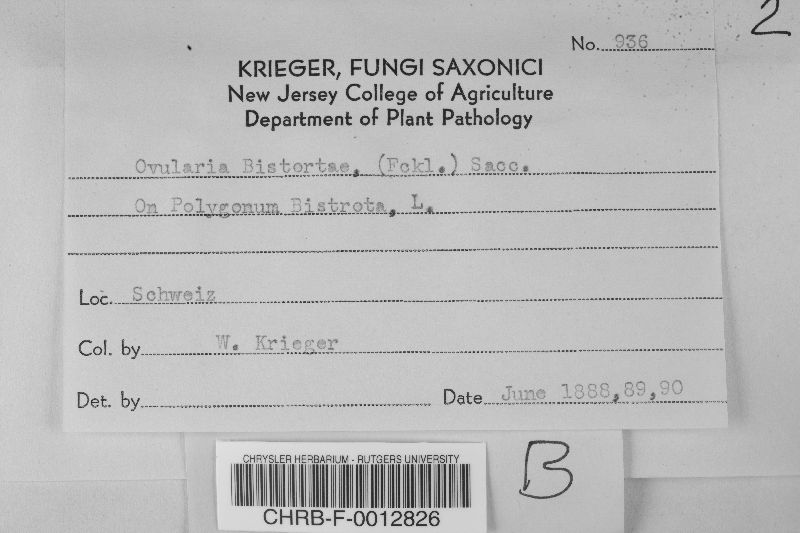 2
No. 936
KRIEGER, FUNGI SAXONICI
New Jersey College of Agriculture
Department of Plant Pathology
Ovularia Bistortae, (Fckl.) Sacc.
On Polygonum Bistrota, L.
Loc. Schweiz
Col. by W. Krieger
Det. by
Date June 1888,89,90
CHRYSLER HERBARIUM - RUTGERS UNIVERSITY
CHRB-F-0012826
B